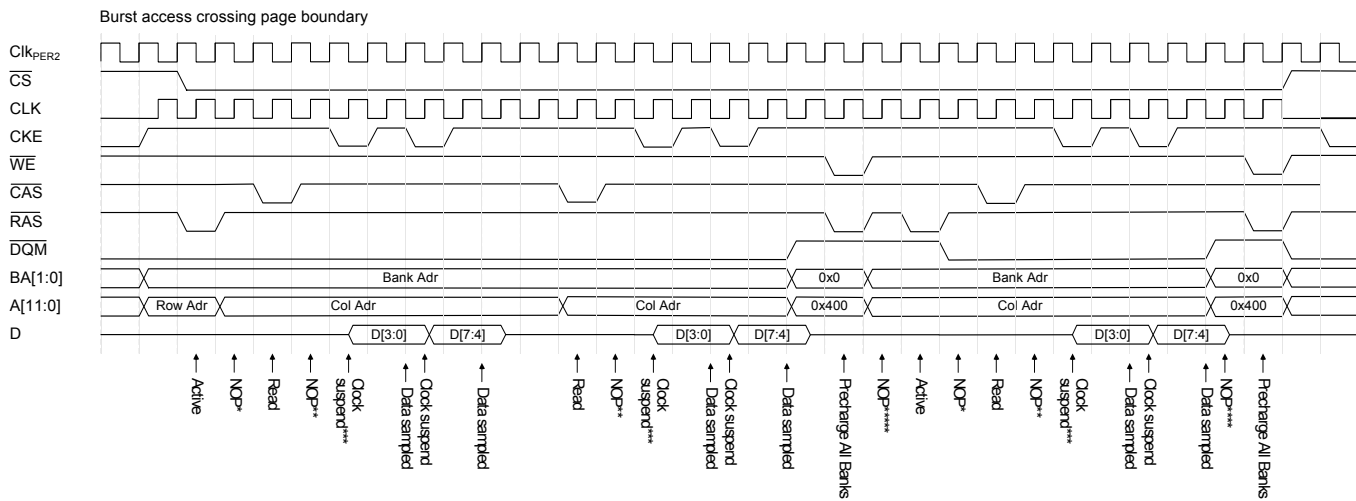 Burst access crossing page boundary
ClkPER2
CS
CLK
CKE
WE
CAS
RAS
DQM
BA[1:0] Bank Adr 0x0 Bank Adr 0x0
A[11:0] Row Adr Col Adr Col Adr 0x400 Col Adr 0x400
D D[3:0] D[7:4] D[3:0] D[7:4] D[3:0] D[7:4]
Active
NOP*
Read
NOP**
Clock
suspend***
Data sampled
Clock suspend
Data sampled
Read
NOP**
Clock
suspend***
Data sampled
Clock suspend
Data sampled
Precharge All Banks
NOP*****
Active
NOP*
Read
NOP**
Clock
suspend***
Data sampled
Clock suspend
Data sampled
NOP****
Precharge All Banks